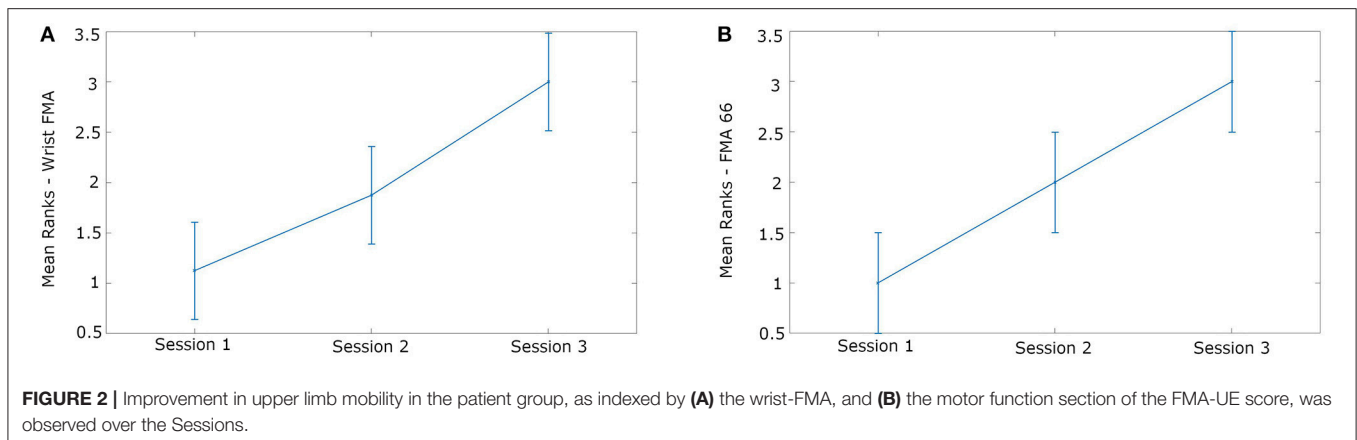 A
3.5
3
2.5
2
1.5
1
0.5
Mean Ranks - Wrist FMA
Session 1
Session 2
Session 3
B
3.5
3
2.5
2
1.5
1
0.5
Mean Ranks - FMA 66
Session 1
Session 2
Session 3
FIGURE 2 | Improvement in upper limb mobility in the patient group, as indexed by (A) the wrist-FMA, and (B) the motor function section of the FMA-UE score, was
observed over the Sessions.